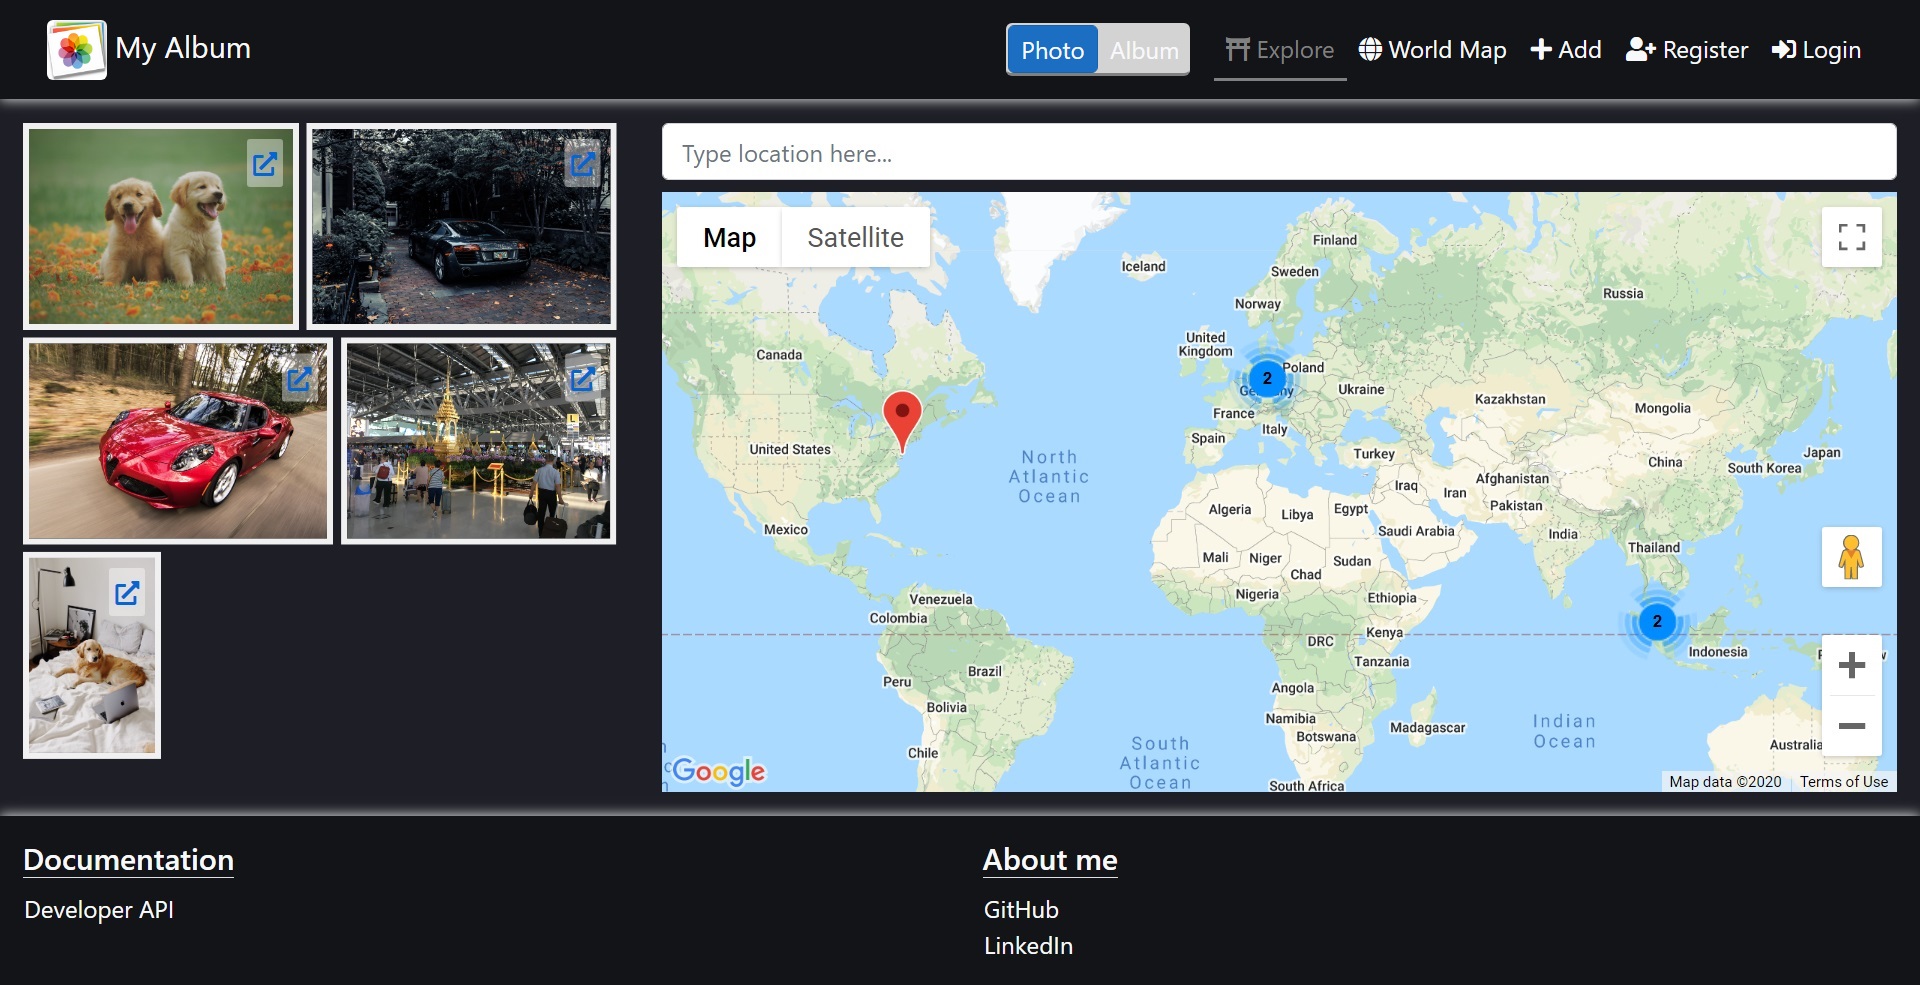 My Album
Photo
Album
Explore
World Map
Add
Register
Login
Type location here...
Map
Satellite
Finland
Iceland
Sweden
Russia
Norway
United
Kingdom
Canada
Poland
2
Germany
Ukraine
Kazakhstan
Mongolia
France
Italy
Spain
United States
Turkey
Japan
North
Atlantic
Ocean
China
South Korea
Afghanistan
Iraq
Iran
Pakistan
Algeria
Libya
Egypt
Mexico
Saudi Arabia
India
Thailand
Mali
Niger
Sudan
Chad
Nigeria
Ethiopia
Venezuela
Colombia
2
DRC
Kenya
Indonesia
Tanzania
Brazil
Peru
Angola
Bolivia
Namibia
Botswana
Madagascar
Indian
Ocean
Chile
South
Atlantic
Ocean
Australia
South Africa
Google
Map data ©2020
Terms of Use
Documentation
Developer API
About me
GitHub
LinkedIn